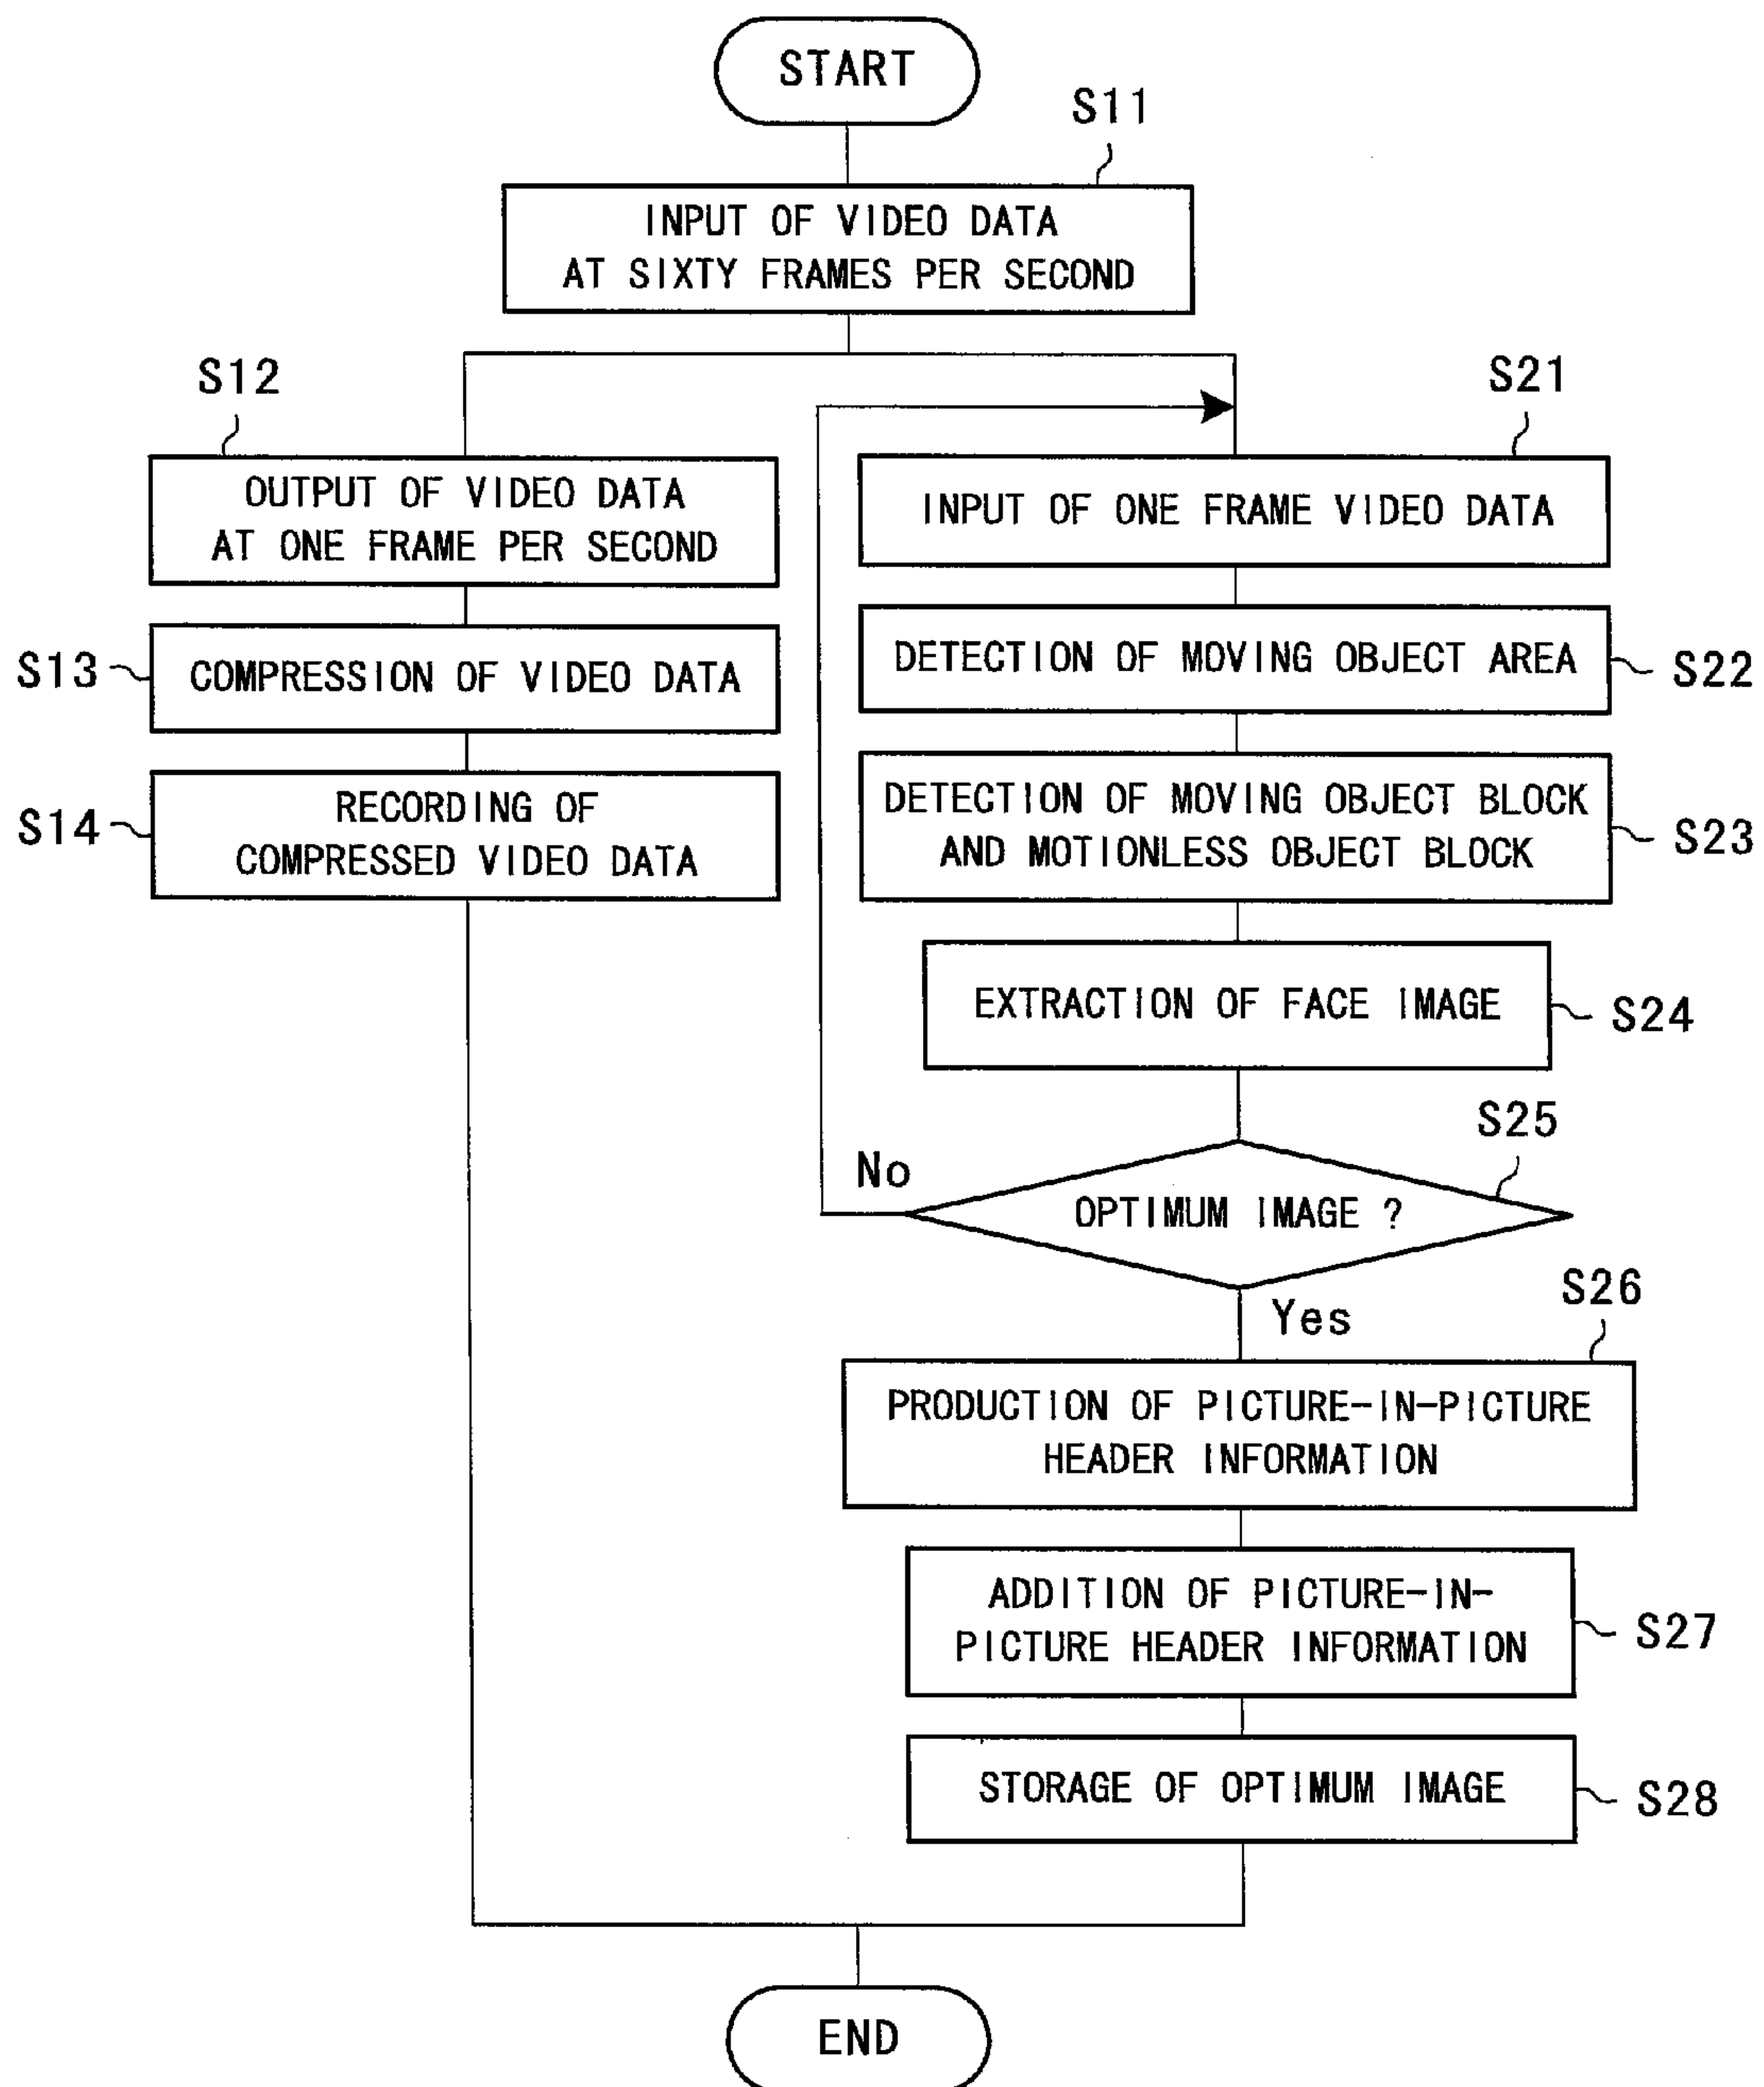 START
S11
INPUT OF VIDEO DATA
AT SIXTY FRAMES PER SECOND
S12
OUTPUT OF VIDEO DATA
AT ONE FRAME PER SECOND
S13
COMPRESSION OF VIDEO DATA
S14
RECORDING OF
COMPRESSED VIDEO DATA
S21
INPUT OF ONE FRAME VIDEO DATA
DETECTION OF MOVING OBJECT AREA
S22
DETECTION OF MOVING OBJECT BLOCK
AND MOTIONLESS OBJECT BLOCK
S23
EXTRACTION OF FACE IMAGE
S24
S25
No
OPTIMUM IMAGE ?
Yes
S26
PRODUCTION OF PICTURE-IN-PICTURE
HEADER INFORMATION
ADDITION OF PICTURE-IN-
PICTURE HEADER INFORMATION
S27
STORAGE OF OPTIMUM IMAGE
S28
END